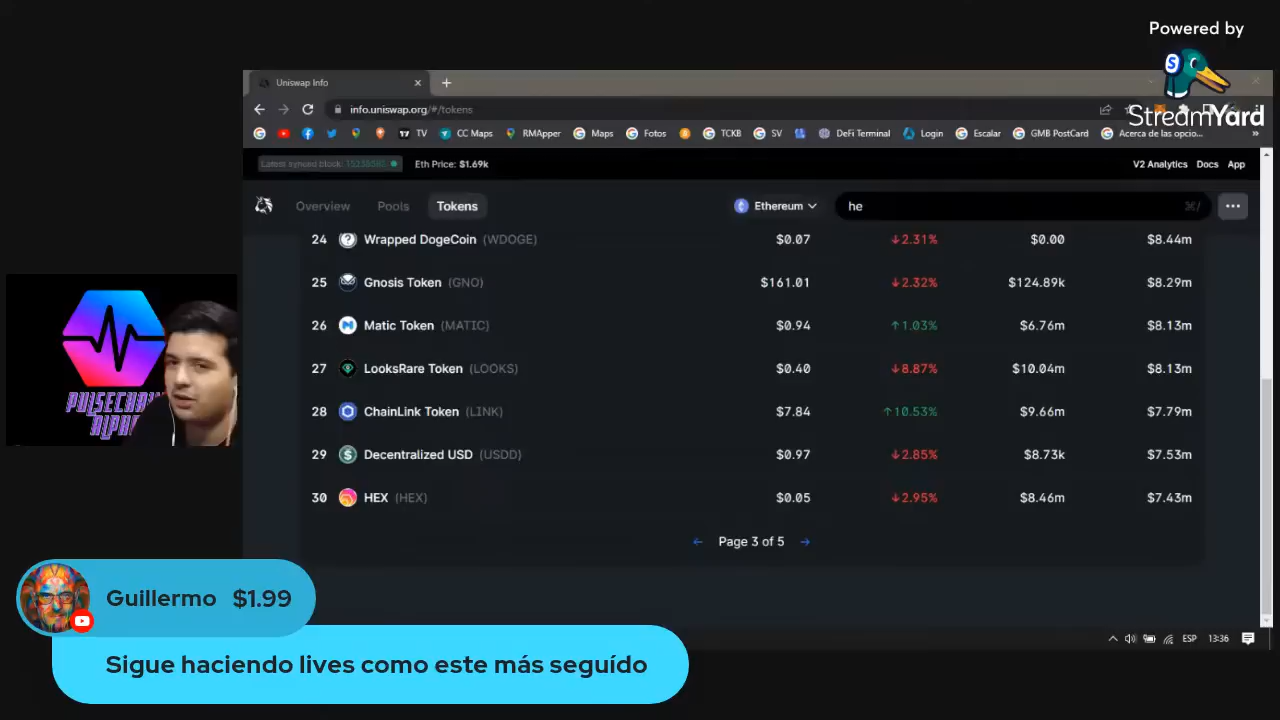 Powered by
StreamYard
Uniswap Info
info.uniswap.org/#/tokens
TV CC Maps RMApper Maps Fotos TCKB SV DeFi Terminal Login Escalar GMB PostCard Acerca de las opcio...
Latest synced block: Eth Price: $1.69k V2 Analytics Docs App
Overview Pools Tokens Ethereum he
24 Wrapped DogeCoin (WDOGE) $0.07 ↓2.31% $0.00 $8.44m
25 Gnosis Token (GNO) $161.01 ↓2.32% $124.89k $8.29m
26 Matic Token (MATIC) $0.94 ↑1.03% $6.76m $8.13m
27 LooksRare Token (LOOKS) $0.40 ↓8.87% $10.04m $8.13m
28 ChainLink Token (LINK) $7.84 ↑10.53% $9.66m $7.79m
29 Decentralized USD (USDD) $0.97 ↓2.85% $8.73k $7.53m
30 HEX (HEX) $0.05 ↓2.95% $8.46m $7.43m
← Page 3 of 5 →
Guillermo $1.99
Sigue haciendo lives como este más seguído
ESP 13:36